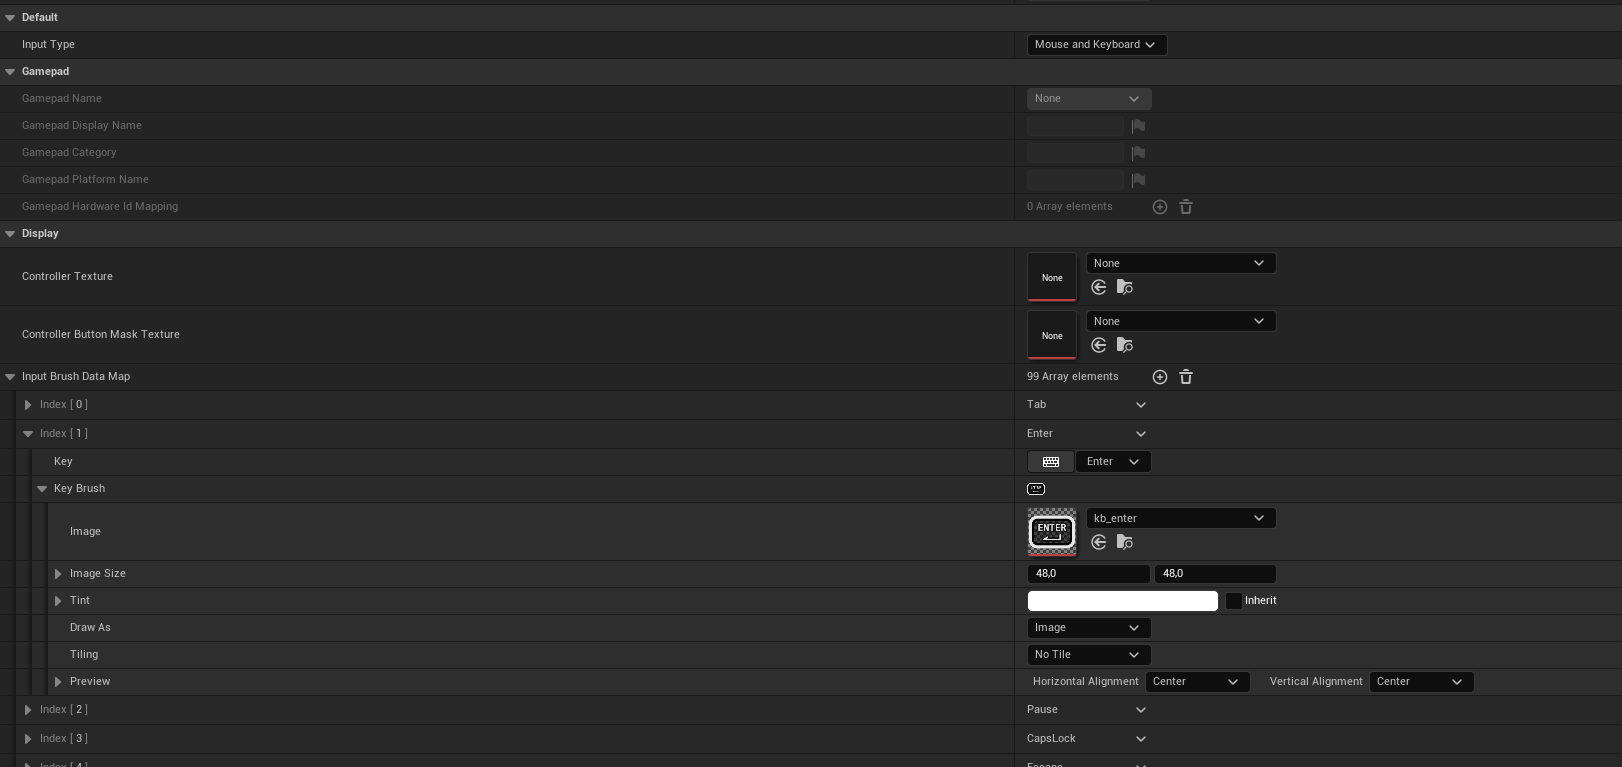 Default
Input Type Mouse and Keyboard
Gamepad
Gamepad Name None
Gamepad Display Name
Gamepad Category
Gamepad Platform Name
Gamepad Hardware Id Mapping 0 Array elements
Display
Controller Texture None None
Controller Button Mask Texture None None
Input Brush Data Map 99 Array elements
Index [ 0 ] Tab
Index [ 1 ] Enter
Key Enter
Key Brush
Image ENTER kb_enter
Image Size 48,0 48,0
Tint Inherit
Draw As Image
Tiling No Tile
Preview Horizontal Alignment Center Vertical Alignment Center
Index [ 2 ] Pause
Index [ 3 ] CapsLock
Index [ 4 ] Escape